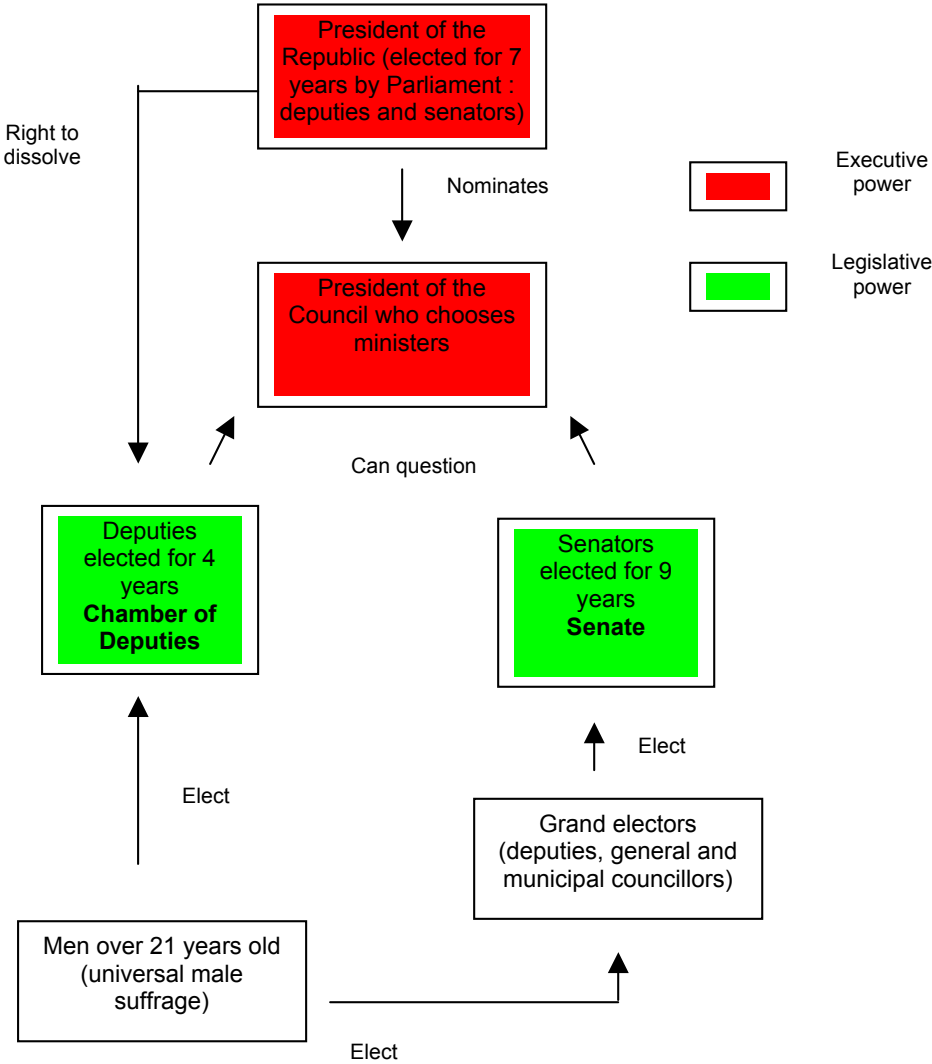 President of the
Republic (elected for 7
years by Parliament :
deputies and senators)
Right to
dissolve
Nominates
Executive
power
Legislative
power
President of the
Council who chooses
ministers
Can question
Deputies
elected for 4
years
Chamber of
Deputies
Senators
elected for 9
years
Senate
Elect
Elect
Grand electors
(deputies, general and
municipal councillors)
Men over 21 years old
(universal male
suffrage)
Elect